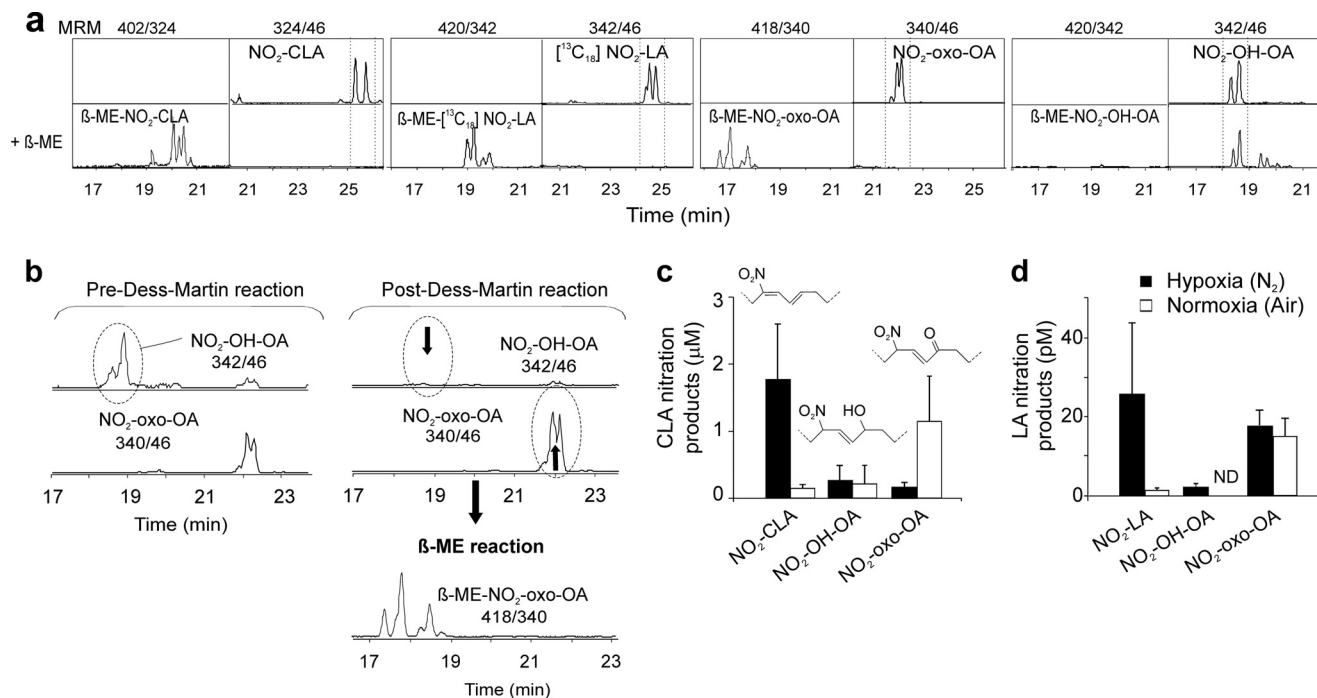 a
MRM 402/324 324/46 420/342 342/46 418/340 340/46 420/342 342/46
NO₂-CLA [¹³C₁₈] NO₂-LA NO₂-oxo-OA NO₂-OH-OA
+ ß-ME
ß-ME-NO₂-CLA ß-ME-[¹³C₁₈] NO₂-LA ß-ME-NO₂-oxo-OA ß-ME-NO₂-OH-OA
17 19 21 23 25 17 19 21 23 25 17 19 21 23 25 17 19 21 17 19 21
Time (min)
b
Pre-Dess-Martin reaction
NO₂-OH-OA
342/46
NO₂-oxo-OA
340/46
17 19 21 23
Time (min)
Post-Dess-Martin reaction
NO₂-OH-OA
342/46
NO₂-oxo-OA
340/46
17 19 21 23
Time (min)
ß-ME reaction
ß-ME-NO₂-oxo-OA
418/340
17 19 21 23
Time (min)
c
CLA nitration
products (µM)
3
2
1
0
O₂N
O₂N O
O₂N HO
NO₂-CLA
NO₂-OH-OA
NO₂-oxo-OA
d
Hypoxia (N₂)
Normoxia (Air)
LA nitration
products (pM)
40
20
0
ND
NO₂-LA
NO₂-OH-OA
NO₂-oxo-OA